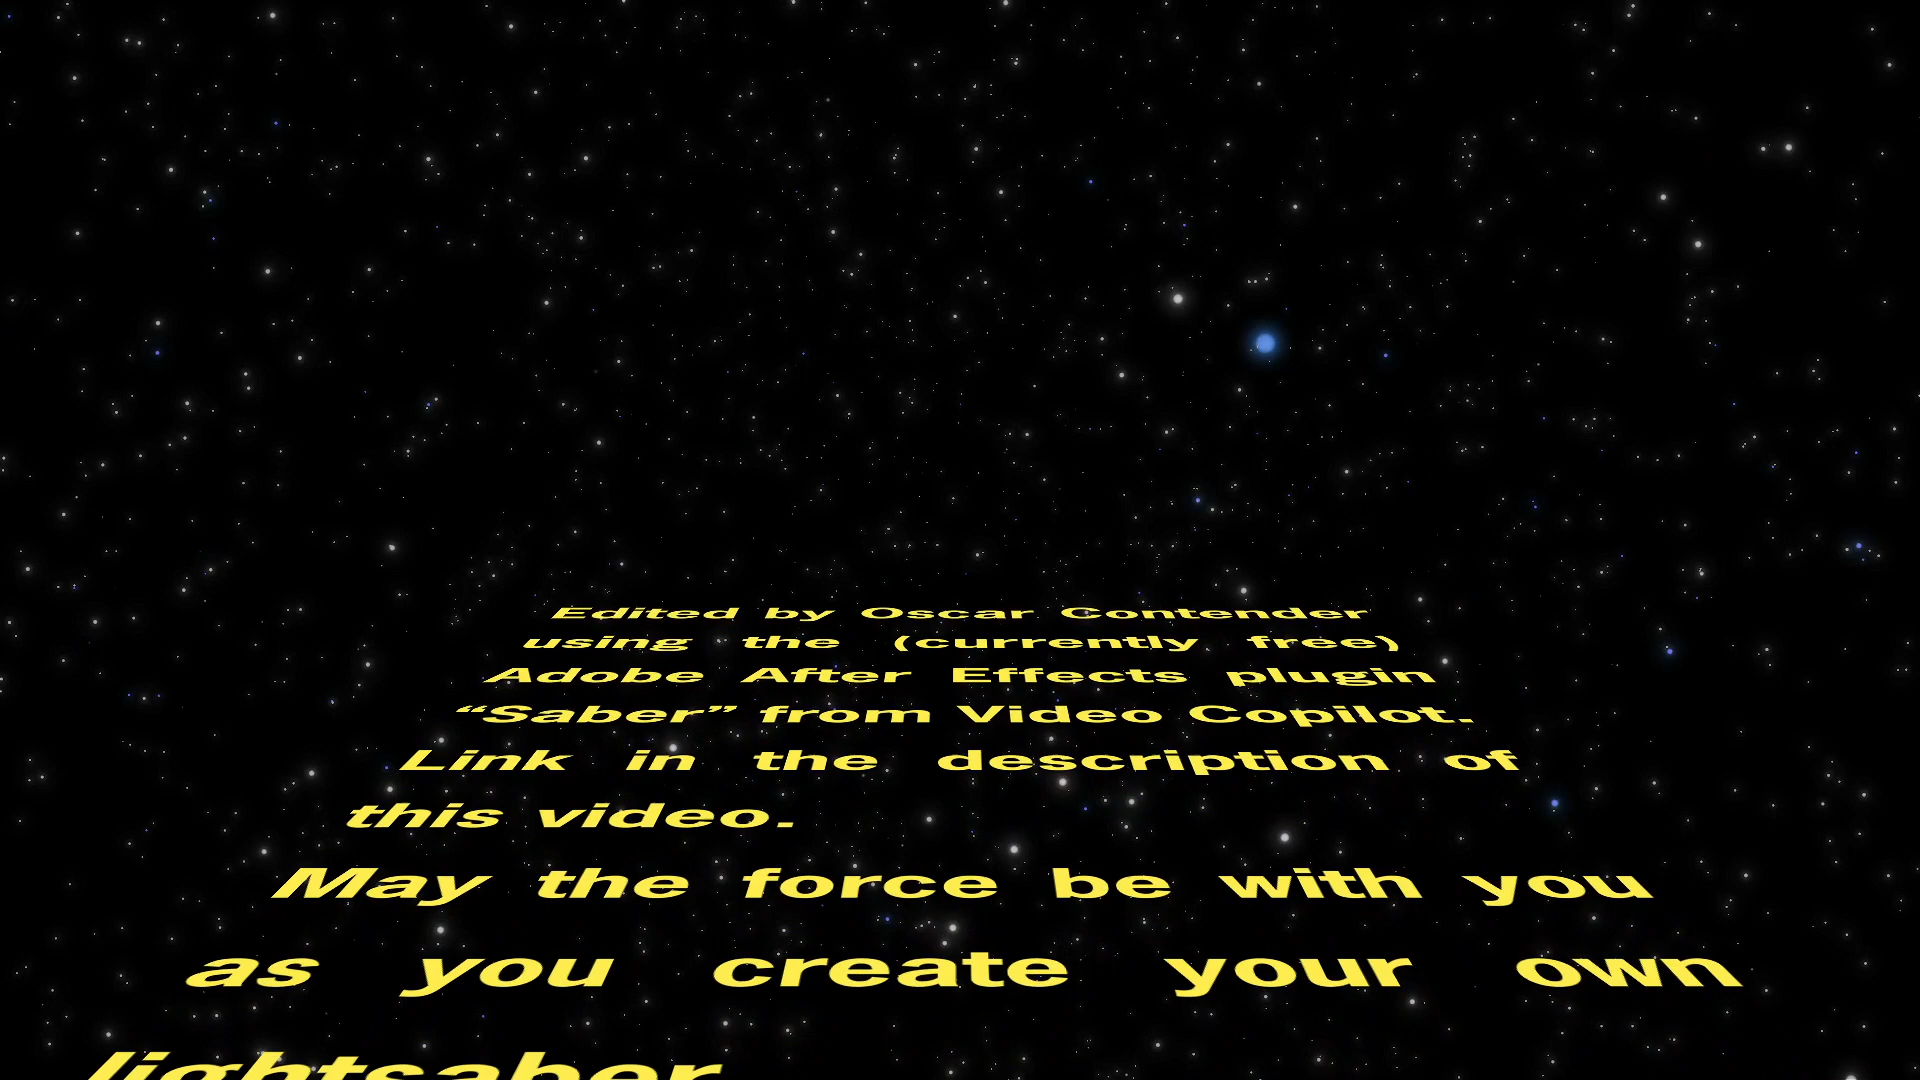 Edited by Oscar Contender
using the (currently free)
Adobe After Effects plugin
“Saber” from Video Copilot.
Link in the description of
this video.
May the force be with you
as you create your own
lightsaber